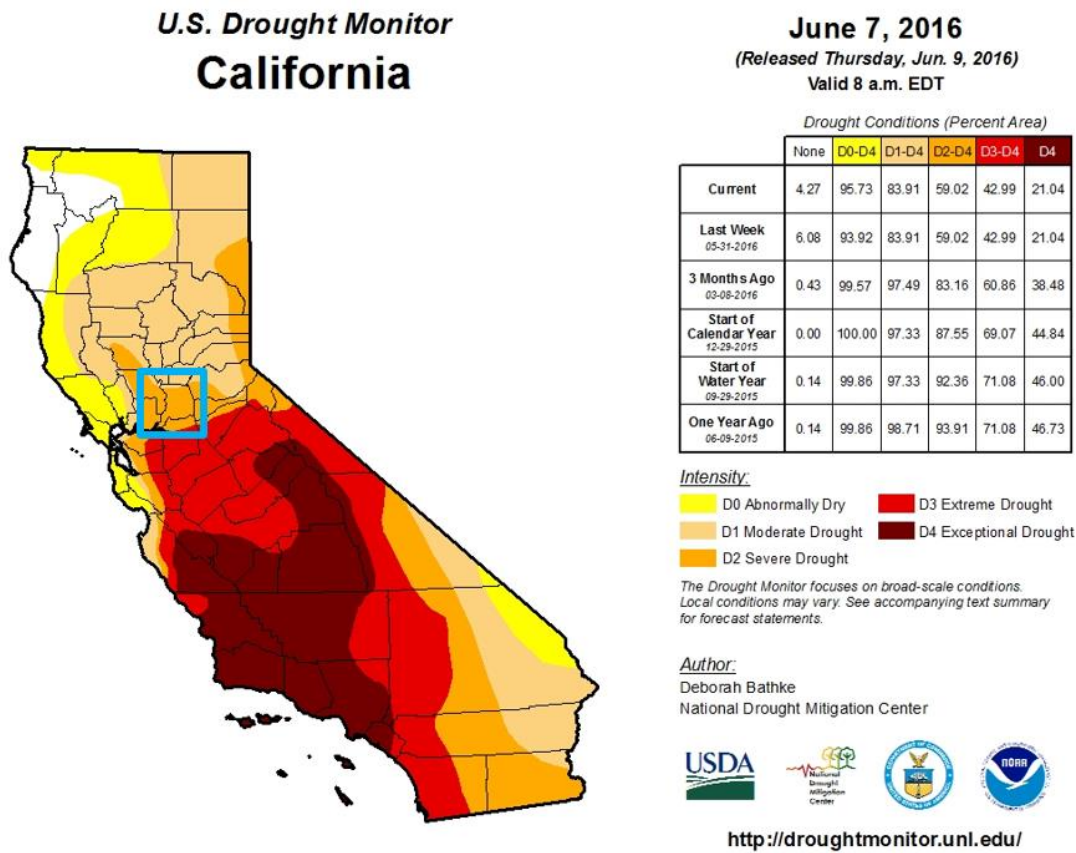 U.S. Drought Monitor
California
June 7, 2016
(Released Thursday, Jun. 9, 2016)
Valid 8 a.m. EDT
Drought Conditions (Percent Area)
None D0-D4 D1-D4 D2-D4 D3-D4 D4
Current 4.27 95.73 83.91 59.02 42.99 21.04
Last Week 6.08 93.92 83.91 59.02 42.99 21.04
05-31-2016
3 Months Ago 0.43 99.57 97.49 83.16 60.86 38.48
03-08-2016
Start of
Calendar Year 0.00 100.00 97.33 87.55 69.07 44.84
12-29-2015
Start of
Water Year 0.14 99.86 97.33 92.36 71.08 46.00
09-29-2015
One Year Ago 0.14 99.86 98.71 93.91 71.08 46.73
06-09-2015
Intensity:
D0 Abnormally Dry D3 Extreme Drought
D1 Moderate Drought D4 Exceptional Drought
D2 Severe Drought
The Drought Monitor focuses on broad-scale conditions.
Local conditions may vary. See accompanying text summary
for forecast statements.
Author:
Deborah Bathke
National Drought Mitigation Center
USDA
National
Drought
Mitigation
Center
DEPARTMENT OF COMMERCE
UNITED STATES OF AMERICA
NOAA
http://droughtmonitor.unl.edu/